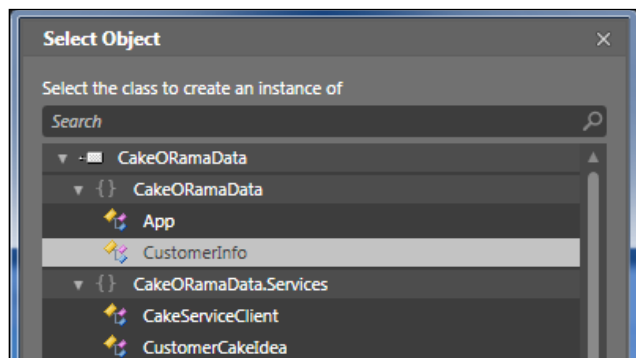 Select Object
Select the class to create an instance of
Search
CakeORamaData
{} CakeORamaData
App
CustomerInfo
{} CakeORamaData.Services
CakeServiceClient
CustomerCakeIdea